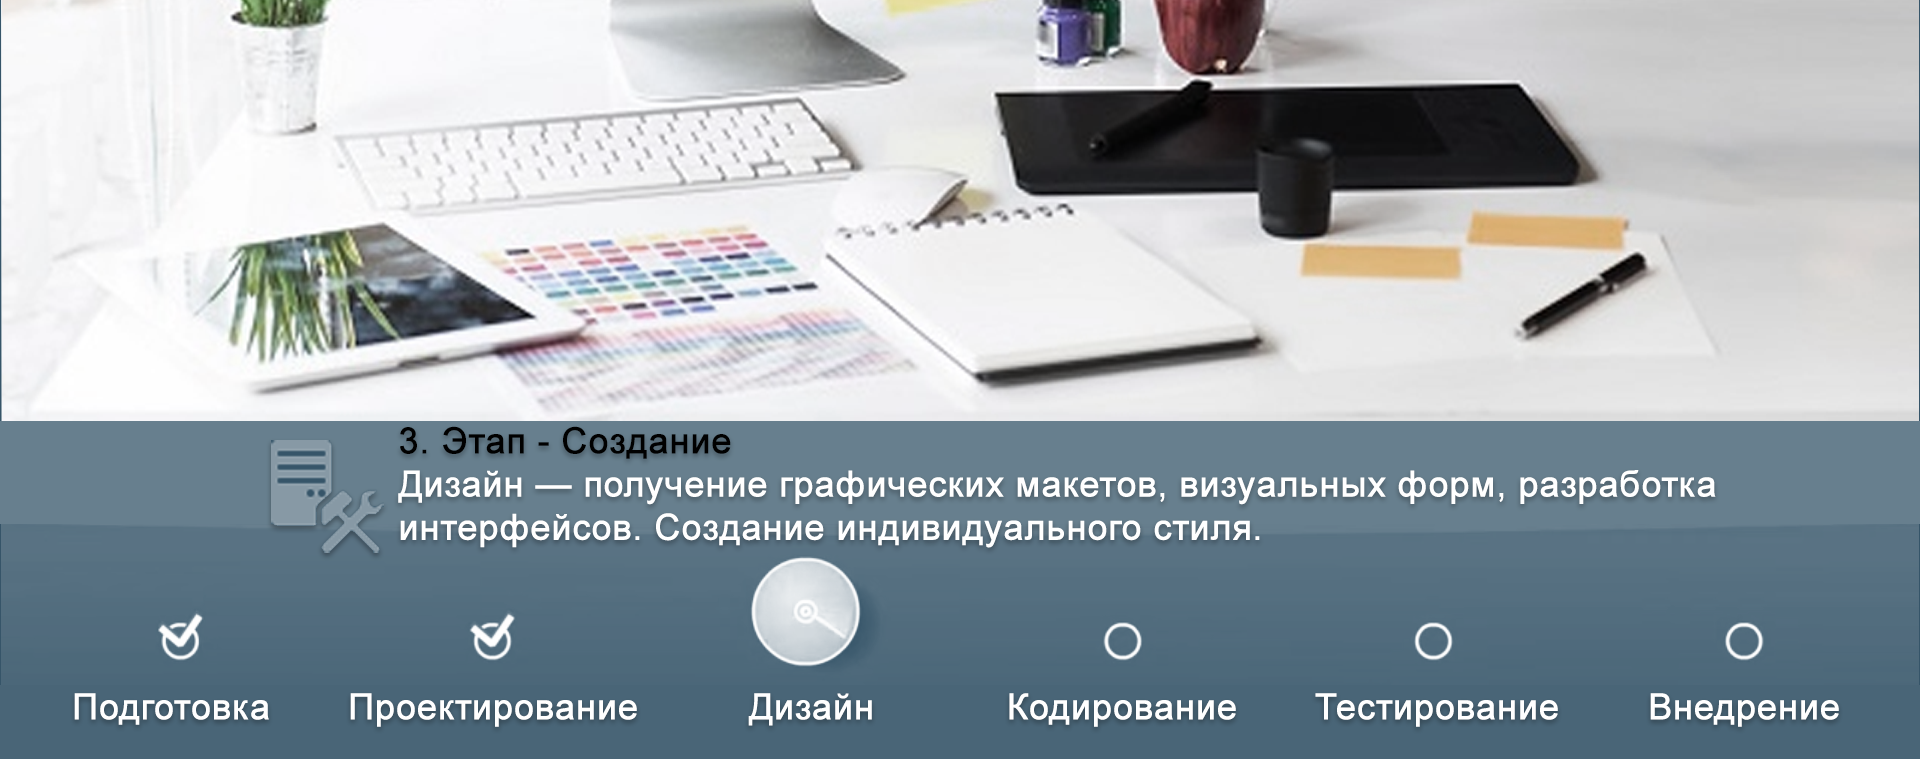 3. Этап - Создание
Дизайн — получение графических макетов, визуальных форм, разработка
интерфейсов. Создание индивидуального стиля.
Подготовка Проектирование Дизайн Кодирование Тестирование Внедрение